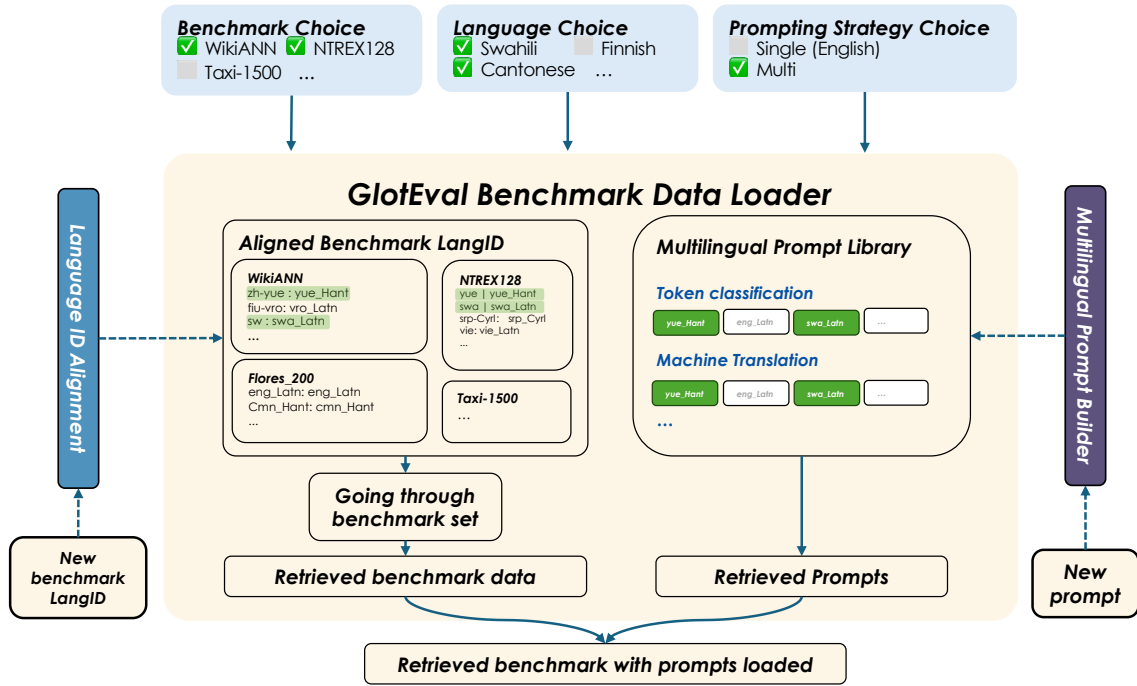 Benchmark Choice
WikiANN NTREX128
Taxi-1500 ...
Language Choice
Swahili Finnish
Cantonese ...
Prompting Strategy Choice
Single (English)
Multi
GlotEval Benchmark Data Loader
Language ID Alignment
New
benchmark
LangID
Aligned Benchmark LangID
WikiANN
zh-yue : yue_Hant
fiu-vro: vro_Latn
sw : swa_Latn
...
NTREX128
yue | yue_Hant
swa | swa_Latn
srp-Cyrl: srp_Cyrl
vie: vie_Latn
...
Flores_200
eng_Latn: eng_Latn
Cmn_Hant: cmn_Hant
...
Taxi-1500
...
Multilingual Prompt Library
Token classification
yue_Hant eng_Latn swa_Latn ...
Machine Translation
yue_Hant eng_Latn swa_Latn ...
...
Multilingual Prompt Builder
New
prompt
Going through
benchmark set
Retrieved benchmark data
Retrieved Prompts
Retrieved benchmark with prompts loaded